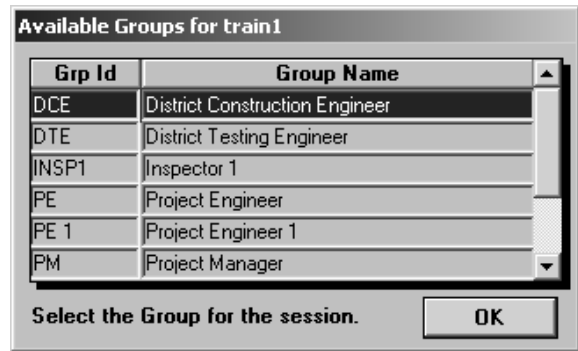 Available Groups for train1
Grp Id Group Name
DCE District Construction Engineer
DTE District Testing Engineer
INSP1 Inspector 1
PE Project Engineer
PE 1 Project Engineer 1
PM Project Manager
Select the Group for the session. OK